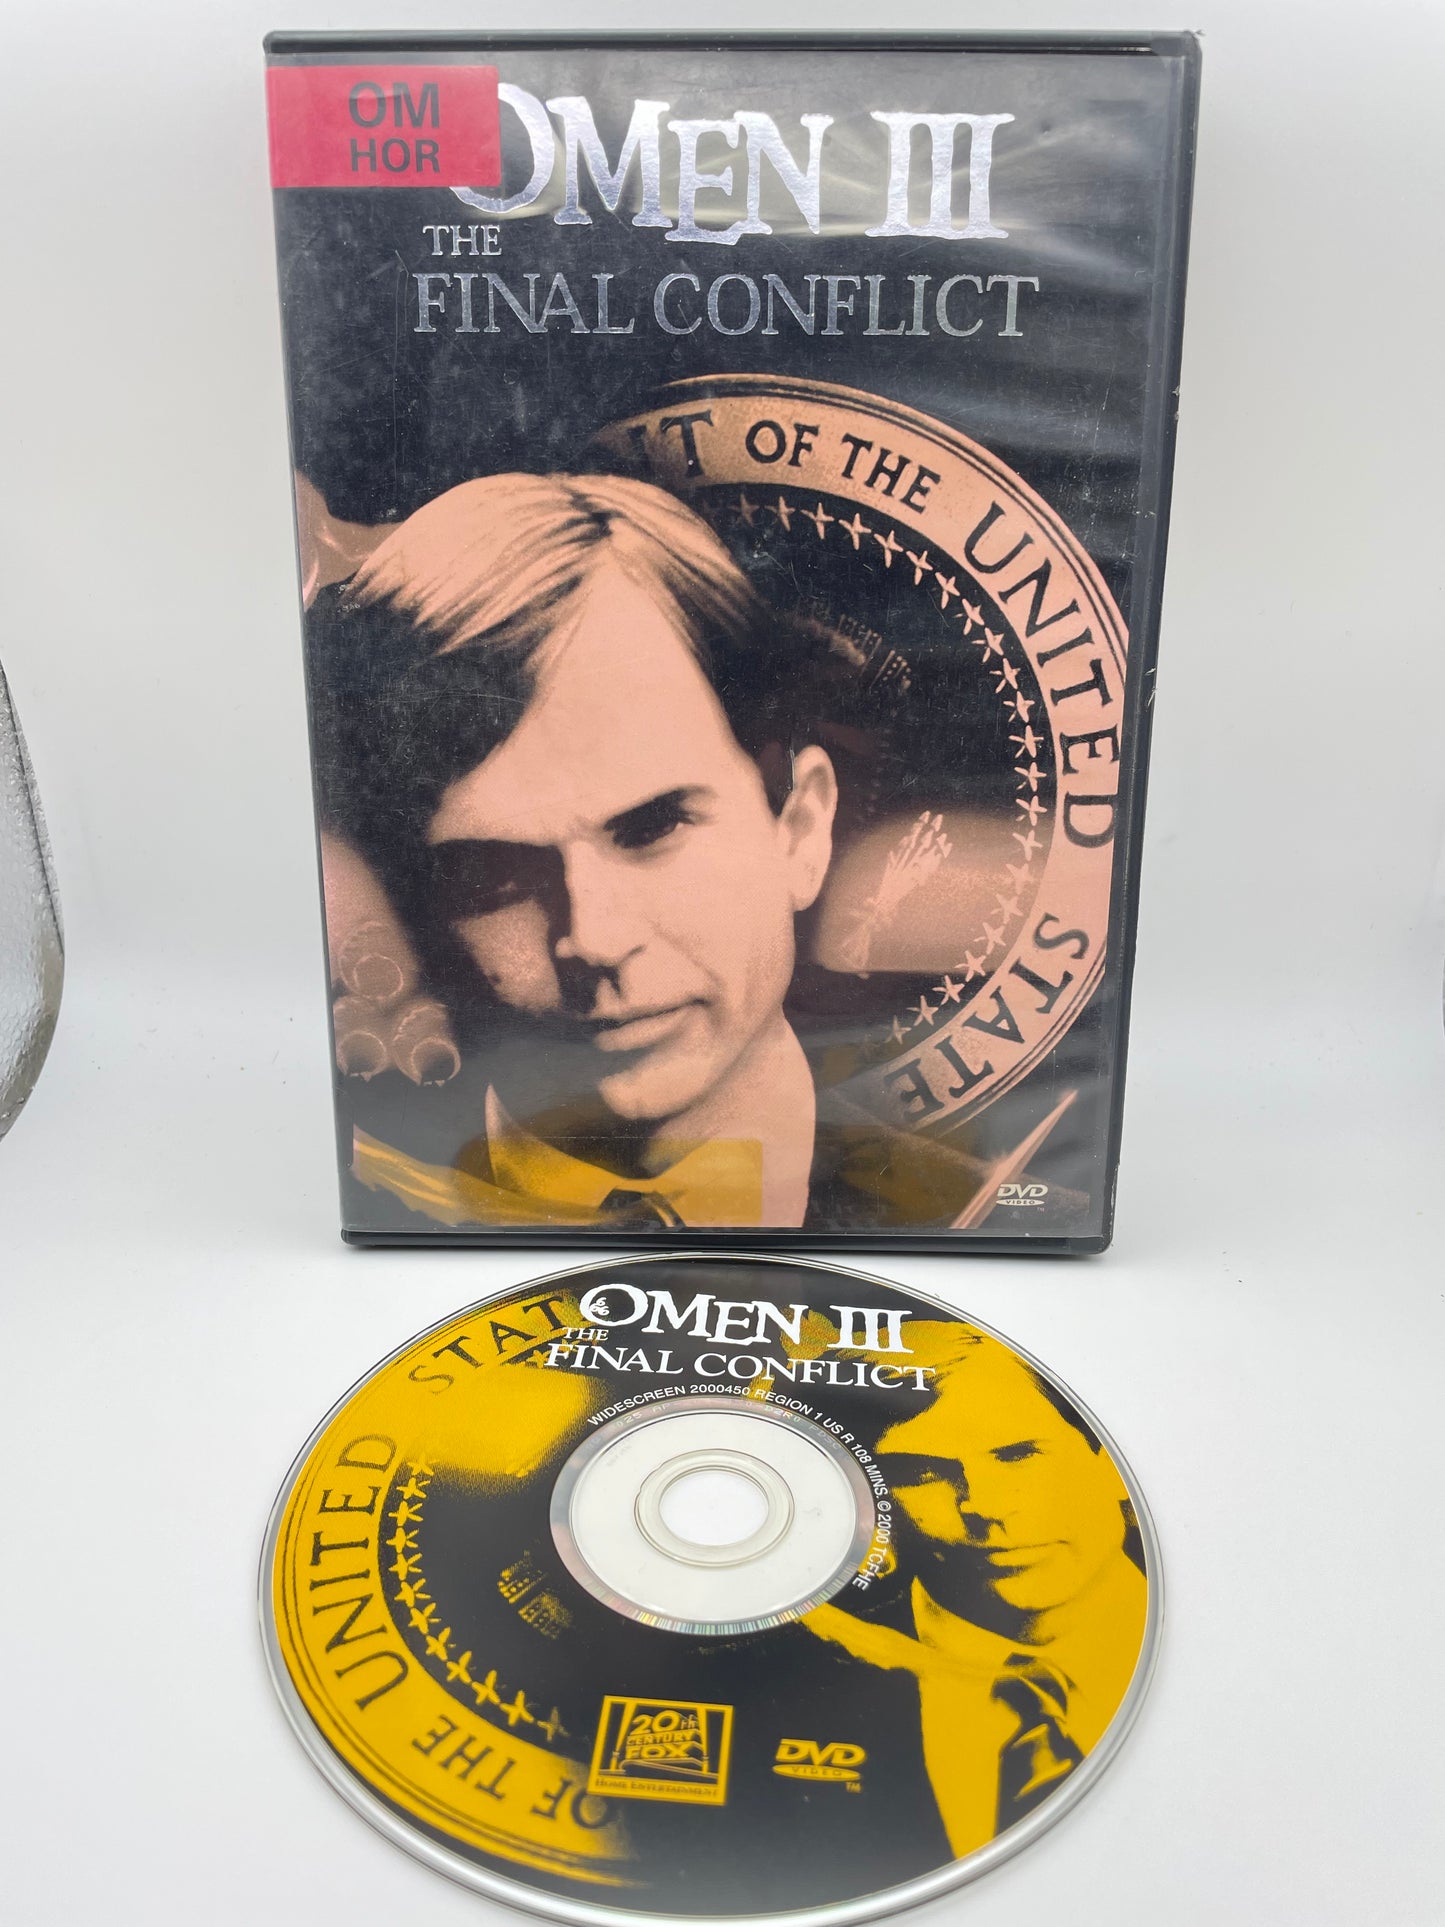 OM
HOR
OMEN III
THE
FINAL CONFLICT
T OF THE UNITED STATE
DVD
VIDEO
TM
OMEN III
THE
FINAL CONFLICT
WIDESCREEN 2000450 REGION 1 US R 108 MINS. © 2000 TCFHE
OF THE UNITED STAT
20th
CENTURY
FOX
HOME ENTERTAINMENT
DVD
VIDEO
TM